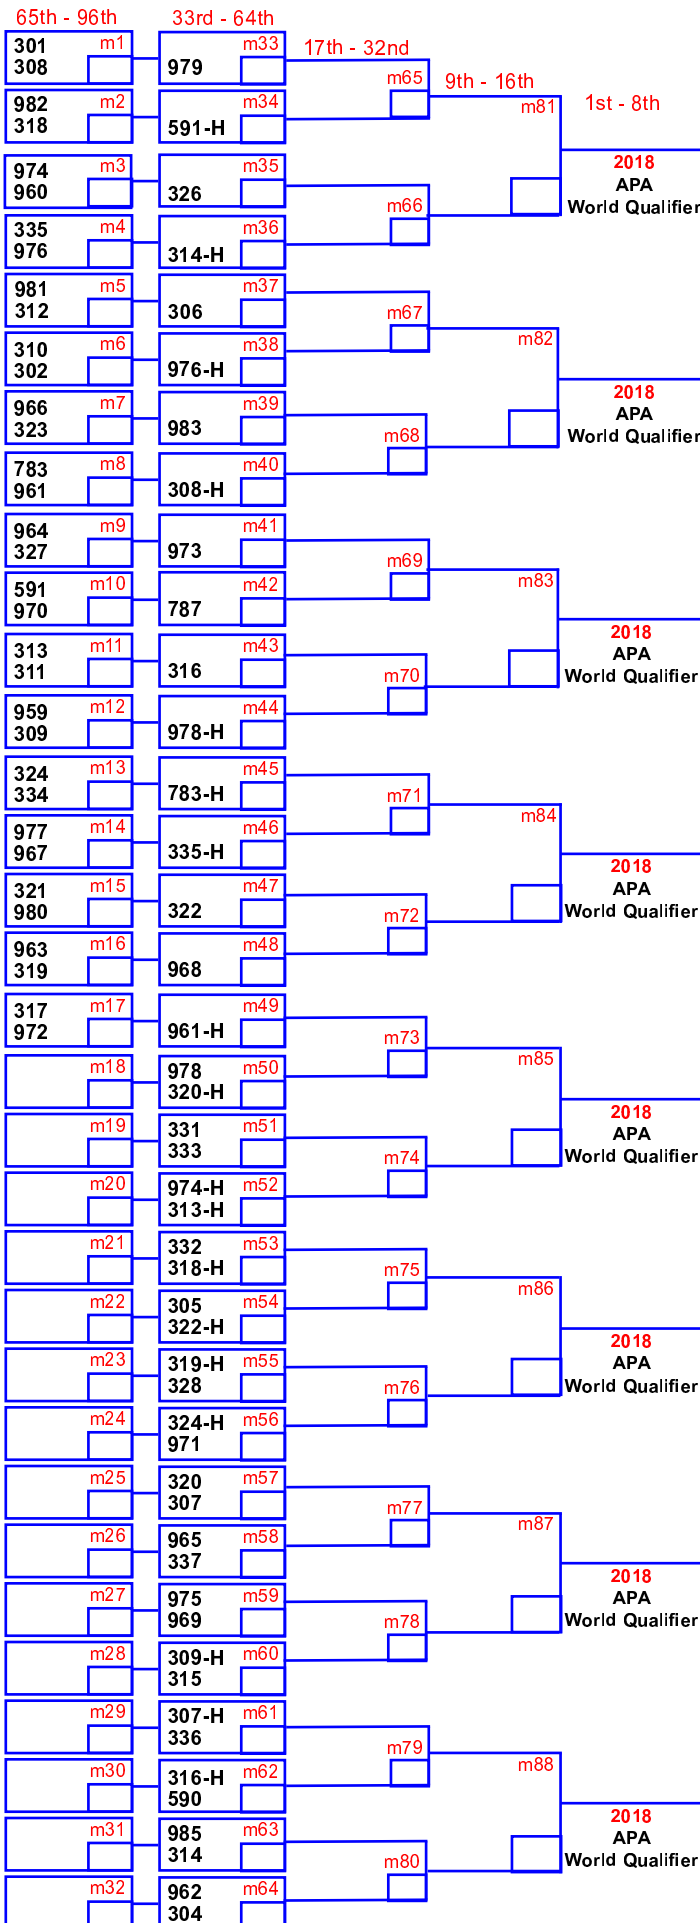 65th - 96th
33rd - 64th
17th - 32nd
9th - 16th
1st - 8th
301
308
m1
982
318
m2
974
960
m3
335
976
m4
981
312
m5
310
302
m6
966
323
m7
783
961
m8
964
327
m9
591
970
m10
313
311
m11
959
309
m12
324
334
m13
977
967
m14
321
980
m15
963
319
m16
317
972
m17
m18
m19
m20
m21
m22
m23
m24
m25
m26
m27
m28
m29
m30
m31
m32
979
m33
591-H
m34
326
m35
314-H
m36
306
m37
976-H
m38
983
m39
308-H
m40
973
m41
787
m42
316
m43
978-H
m44
783-H
m45
335-H
m46
322
m47
968
m48
961-H
m49
978
320-H
m50
331
333
m51
974-H
313-H
m52
332
318-H
m53
305
322-H
m54
319-H
328
m55
324-H
971
m56
320
307
m57
965
337
m58
975
969
m59
309-H
315
m60
307-H
336
m61
316-H
590
m62
985
314
m63
962
304
m64
m65
m66
m67
m68
m69
m70
m71
m72
m73
m74
m75
m76
m77
m78
m79
m80
m81
m82
m83
m84
m85
m86
m87
m88
2018
APA
World Qualifier
2018
APA
World Qualifier
2018
APA
World Qualifier
2018
APA
World Qualifier
2018
APA
World Qualifier
2018
APA
World Qualifier
2018
APA
World Qualifier
2018
APA
World Qualifier